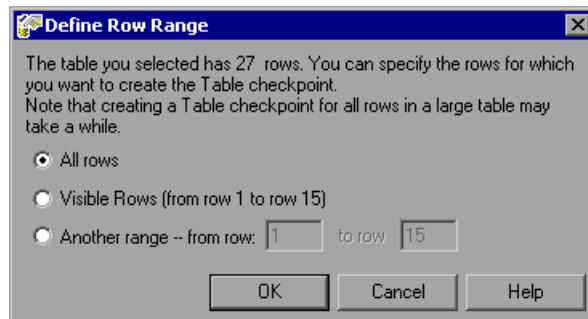 Define Row Range
The table you selected has 27 rows. You can specify the rows for which
you want to create the Table checkpoint.
Note that creating a Table checkpoint for all rows in a large table may
take a while.
All rows
Visible Rows (from row 1 to row 15)
Another range -- from row: 1 to row 15
OK Cancel Help